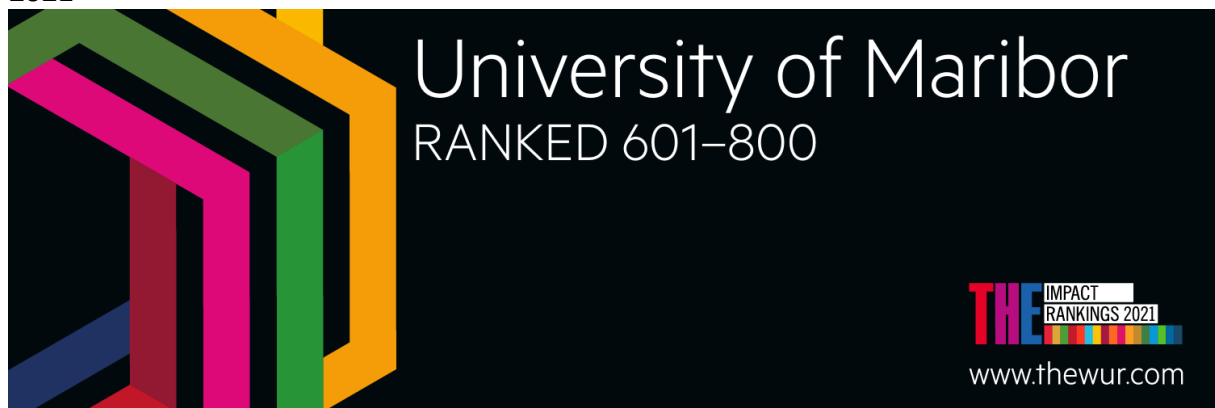 University of Maribor
RANKED 601–800
THE IMPACT
RANKINGS 2021
www.thewur.com